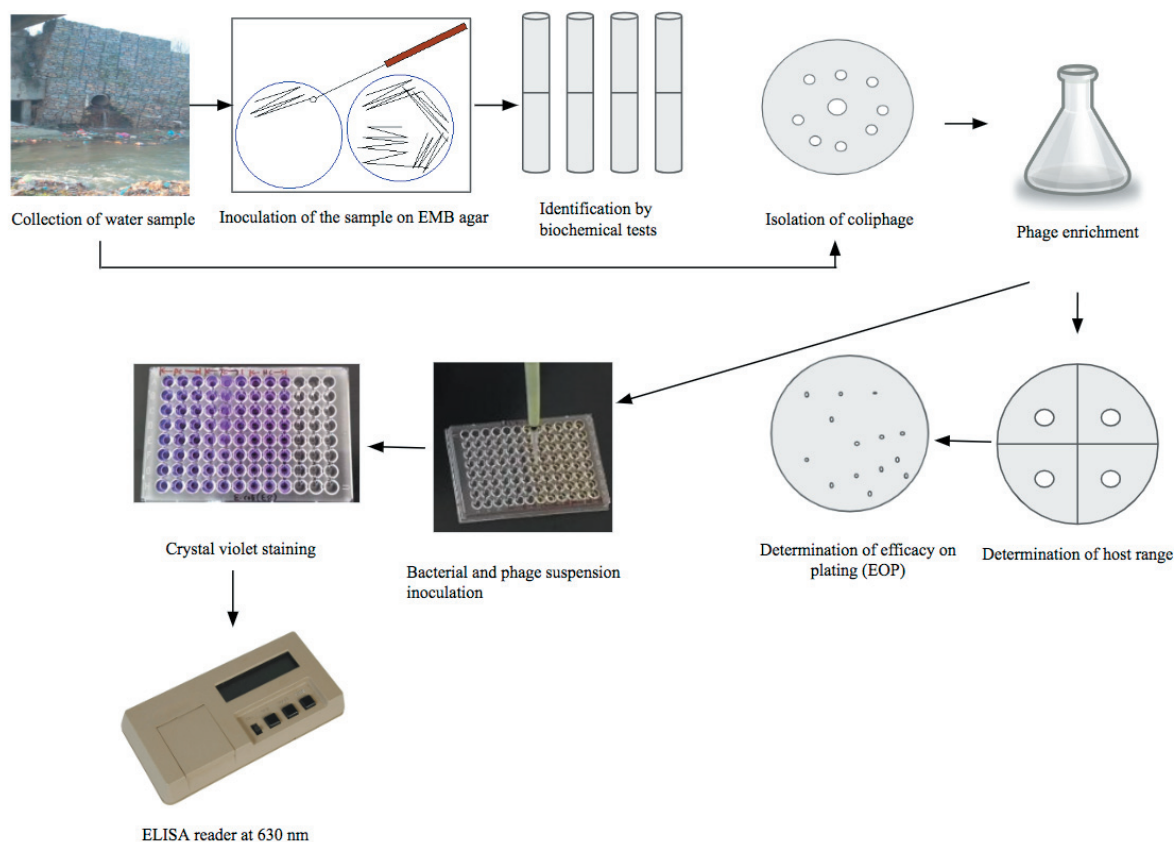 Collection of water sample
Inoculation of the sample on EMB agar
Identification by
biochemical tests
Isolation of coliphage
Phage enrichment
Crystal violet staining
Bacterial and phage suspension
inoculation
Determination of efficacy on
plating (EOP)
Determination of host range
ELISA reader at 630 nm